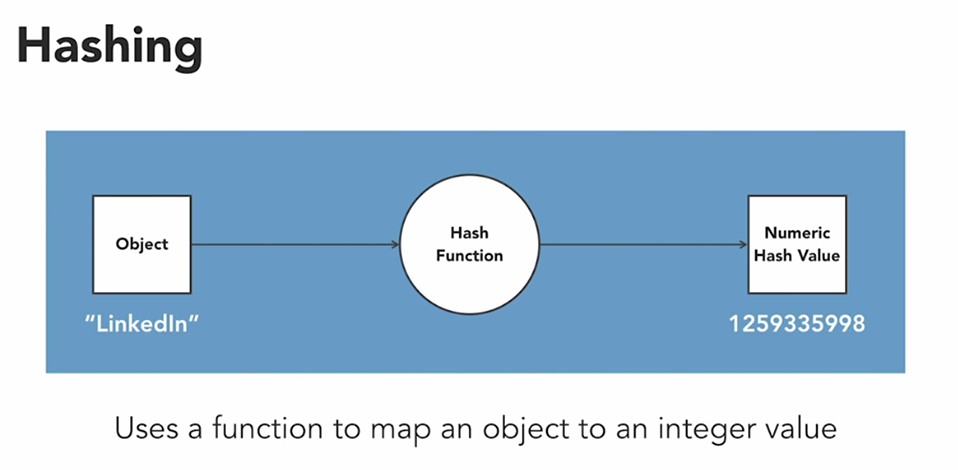 Hashing
Object
Hash
Function
Numeric
Hash Value
“LinkedIn”
1259335998
Uses a function to map an object to an integer value